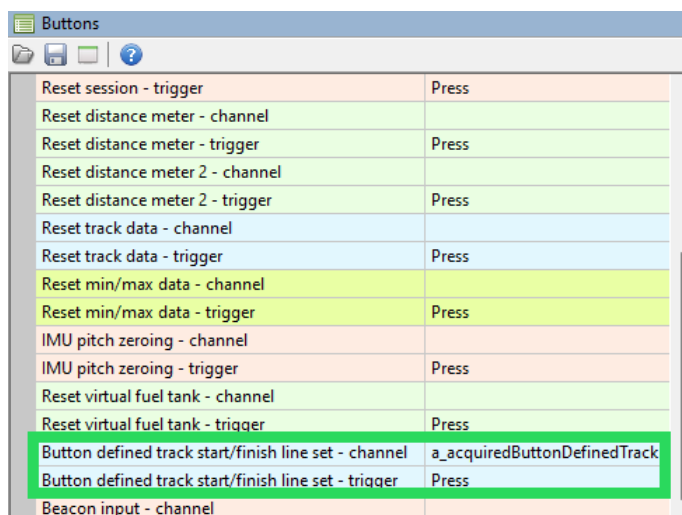 Buttons
Reset session - trigger Press
Reset distance meter - channel
Reset distance meter - trigger Press
Reset distance meter 2 - channel
Reset distance meter 2 - trigger Press
Reset track data - channel
Reset track data - trigger Press
Reset min/max data - channel
Reset min/max data - trigger Press
IMU pitch zeroing - channel
IMU pitch zeroing - trigger Press
Reset virtual fuel tank - channel
Reset virtual fuel tank - trigger Press
Button defined track start/finish line set - channel a_acquiredButtonDefinedTrack
Button defined track start/finish line set - trigger Press
Beacon input - channel